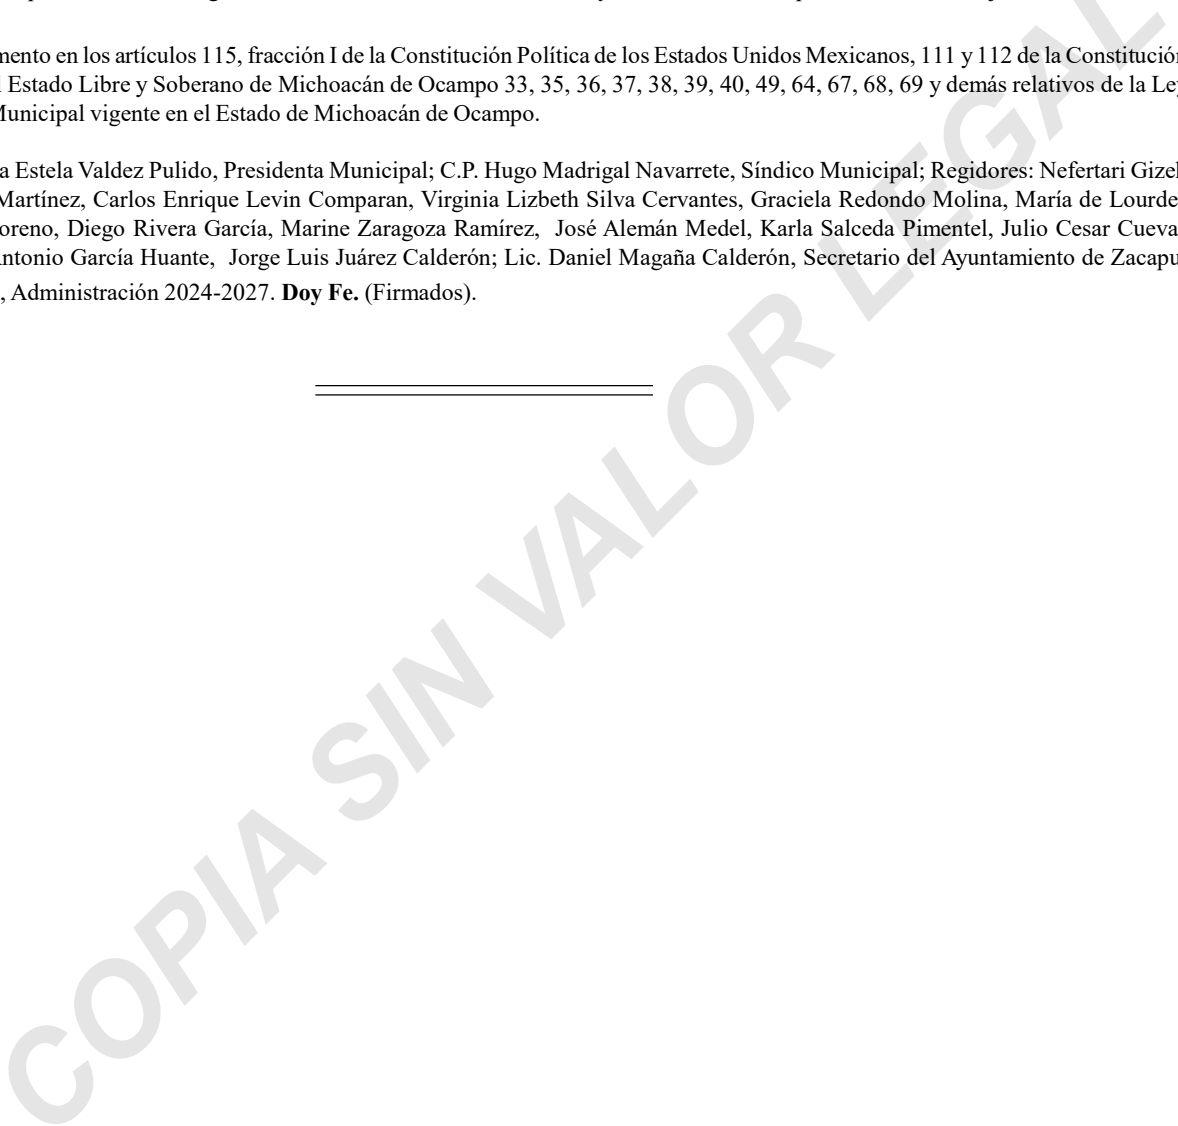 mento en los artículos 115, fracción I de la Constitución Política de los Estados Unidos Mexicanos, 111 y 112 de la Constitución
l Estado Libre y Soberano de Michoacán de Ocampo 33, 35, 36, 37, 38, 39, 40, 49, 64, 67, 68, 69 y demás relativos de la Ley
Municipal vigente en el Estado de Michoacán de Ocampo.
a Estela Valdez Pulido, Presidenta Municipal; C.P. Hugo Madrigal Navarrete, Síndico Municipal; Regidores: Nefertari Gizel
Martínez, Carlos Enrique Levin Comparan, Virginia Lizbeth Silva Cervantes, Graciela Redondo Molina, María de Lourde
oreno, Diego Rivera García, Marine Zaragoza Ramírez, José Alemán Medel, Karla Salceda Pimentel, Julio Cesar Cueva
Antonio García Huante, Jorge Luis Juárez Calderón; Lic. Daniel Magaña Calderón, Secretario del Ayuntamiento de Zacapu
, Administración 2024-2027. Doy Fe. (Firmados).
COPIA SIN VALOR LEGAL